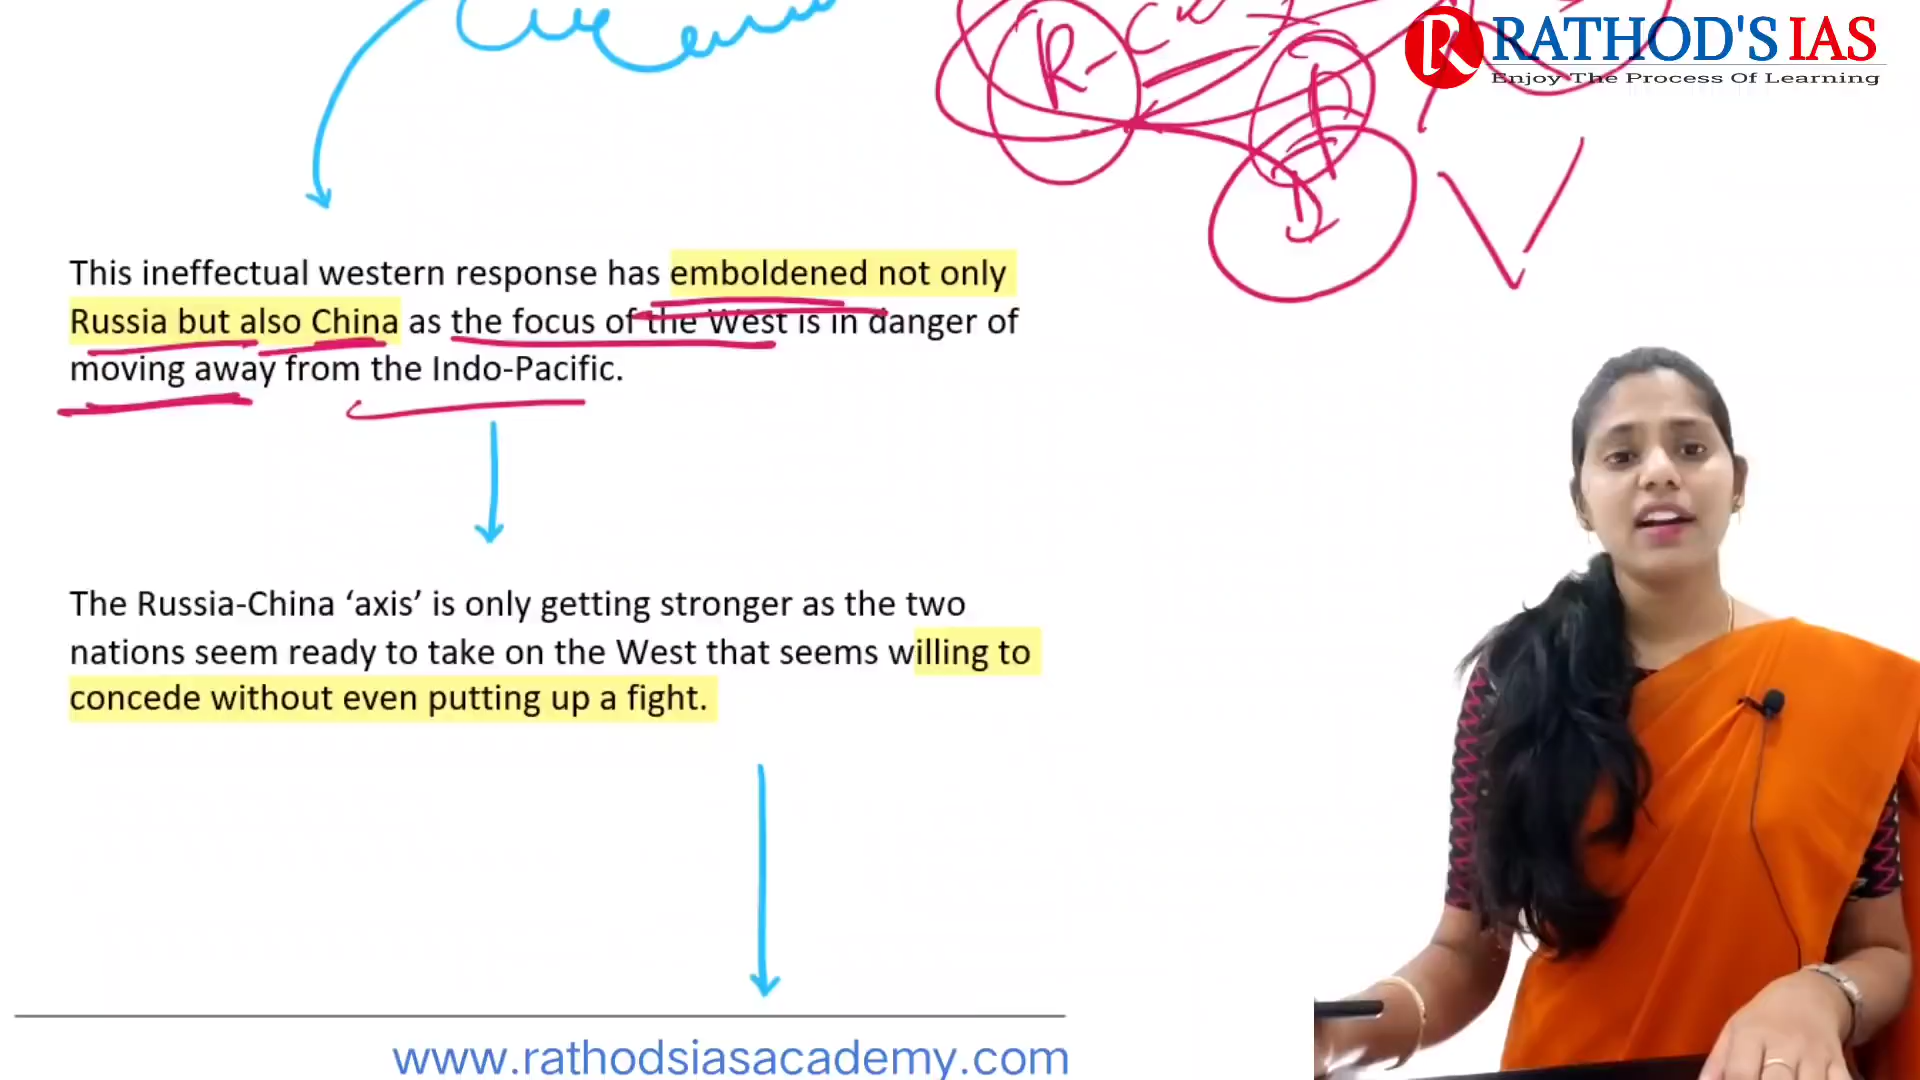 RATHOD'S IAS
Enjoy The Process Of Learning
R-C
I
This ineffectual western response has emboldened not only
Russia but also China as the focus of the West is in danger of
moving away from the Indo-Pacific.
The Russia-China ‘axis’ is only getting stronger as the two
nations seem ready to take on the West that seems willing to
concede without even putting up a fight.
www.rathodsiasacademy.com